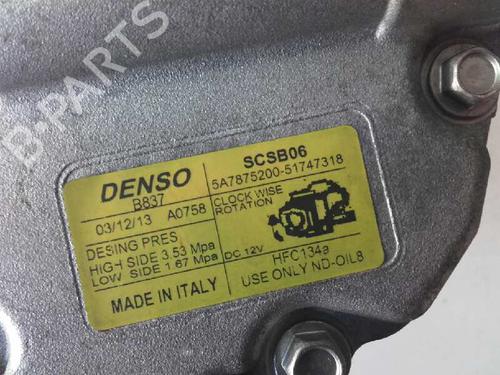 B-PARTS
DENSO
B837
03/12/13 A0758
DESING PRES
HIGH SIDE 3.53 Mpa
LOW SIDE 1.67 Mpa
MADE IN ITALY
SCSB06
5A7875200-51747318
CLOCK WISE
ROTATION
DC 12V
HFC134a
USE ONLY ND-OIL8